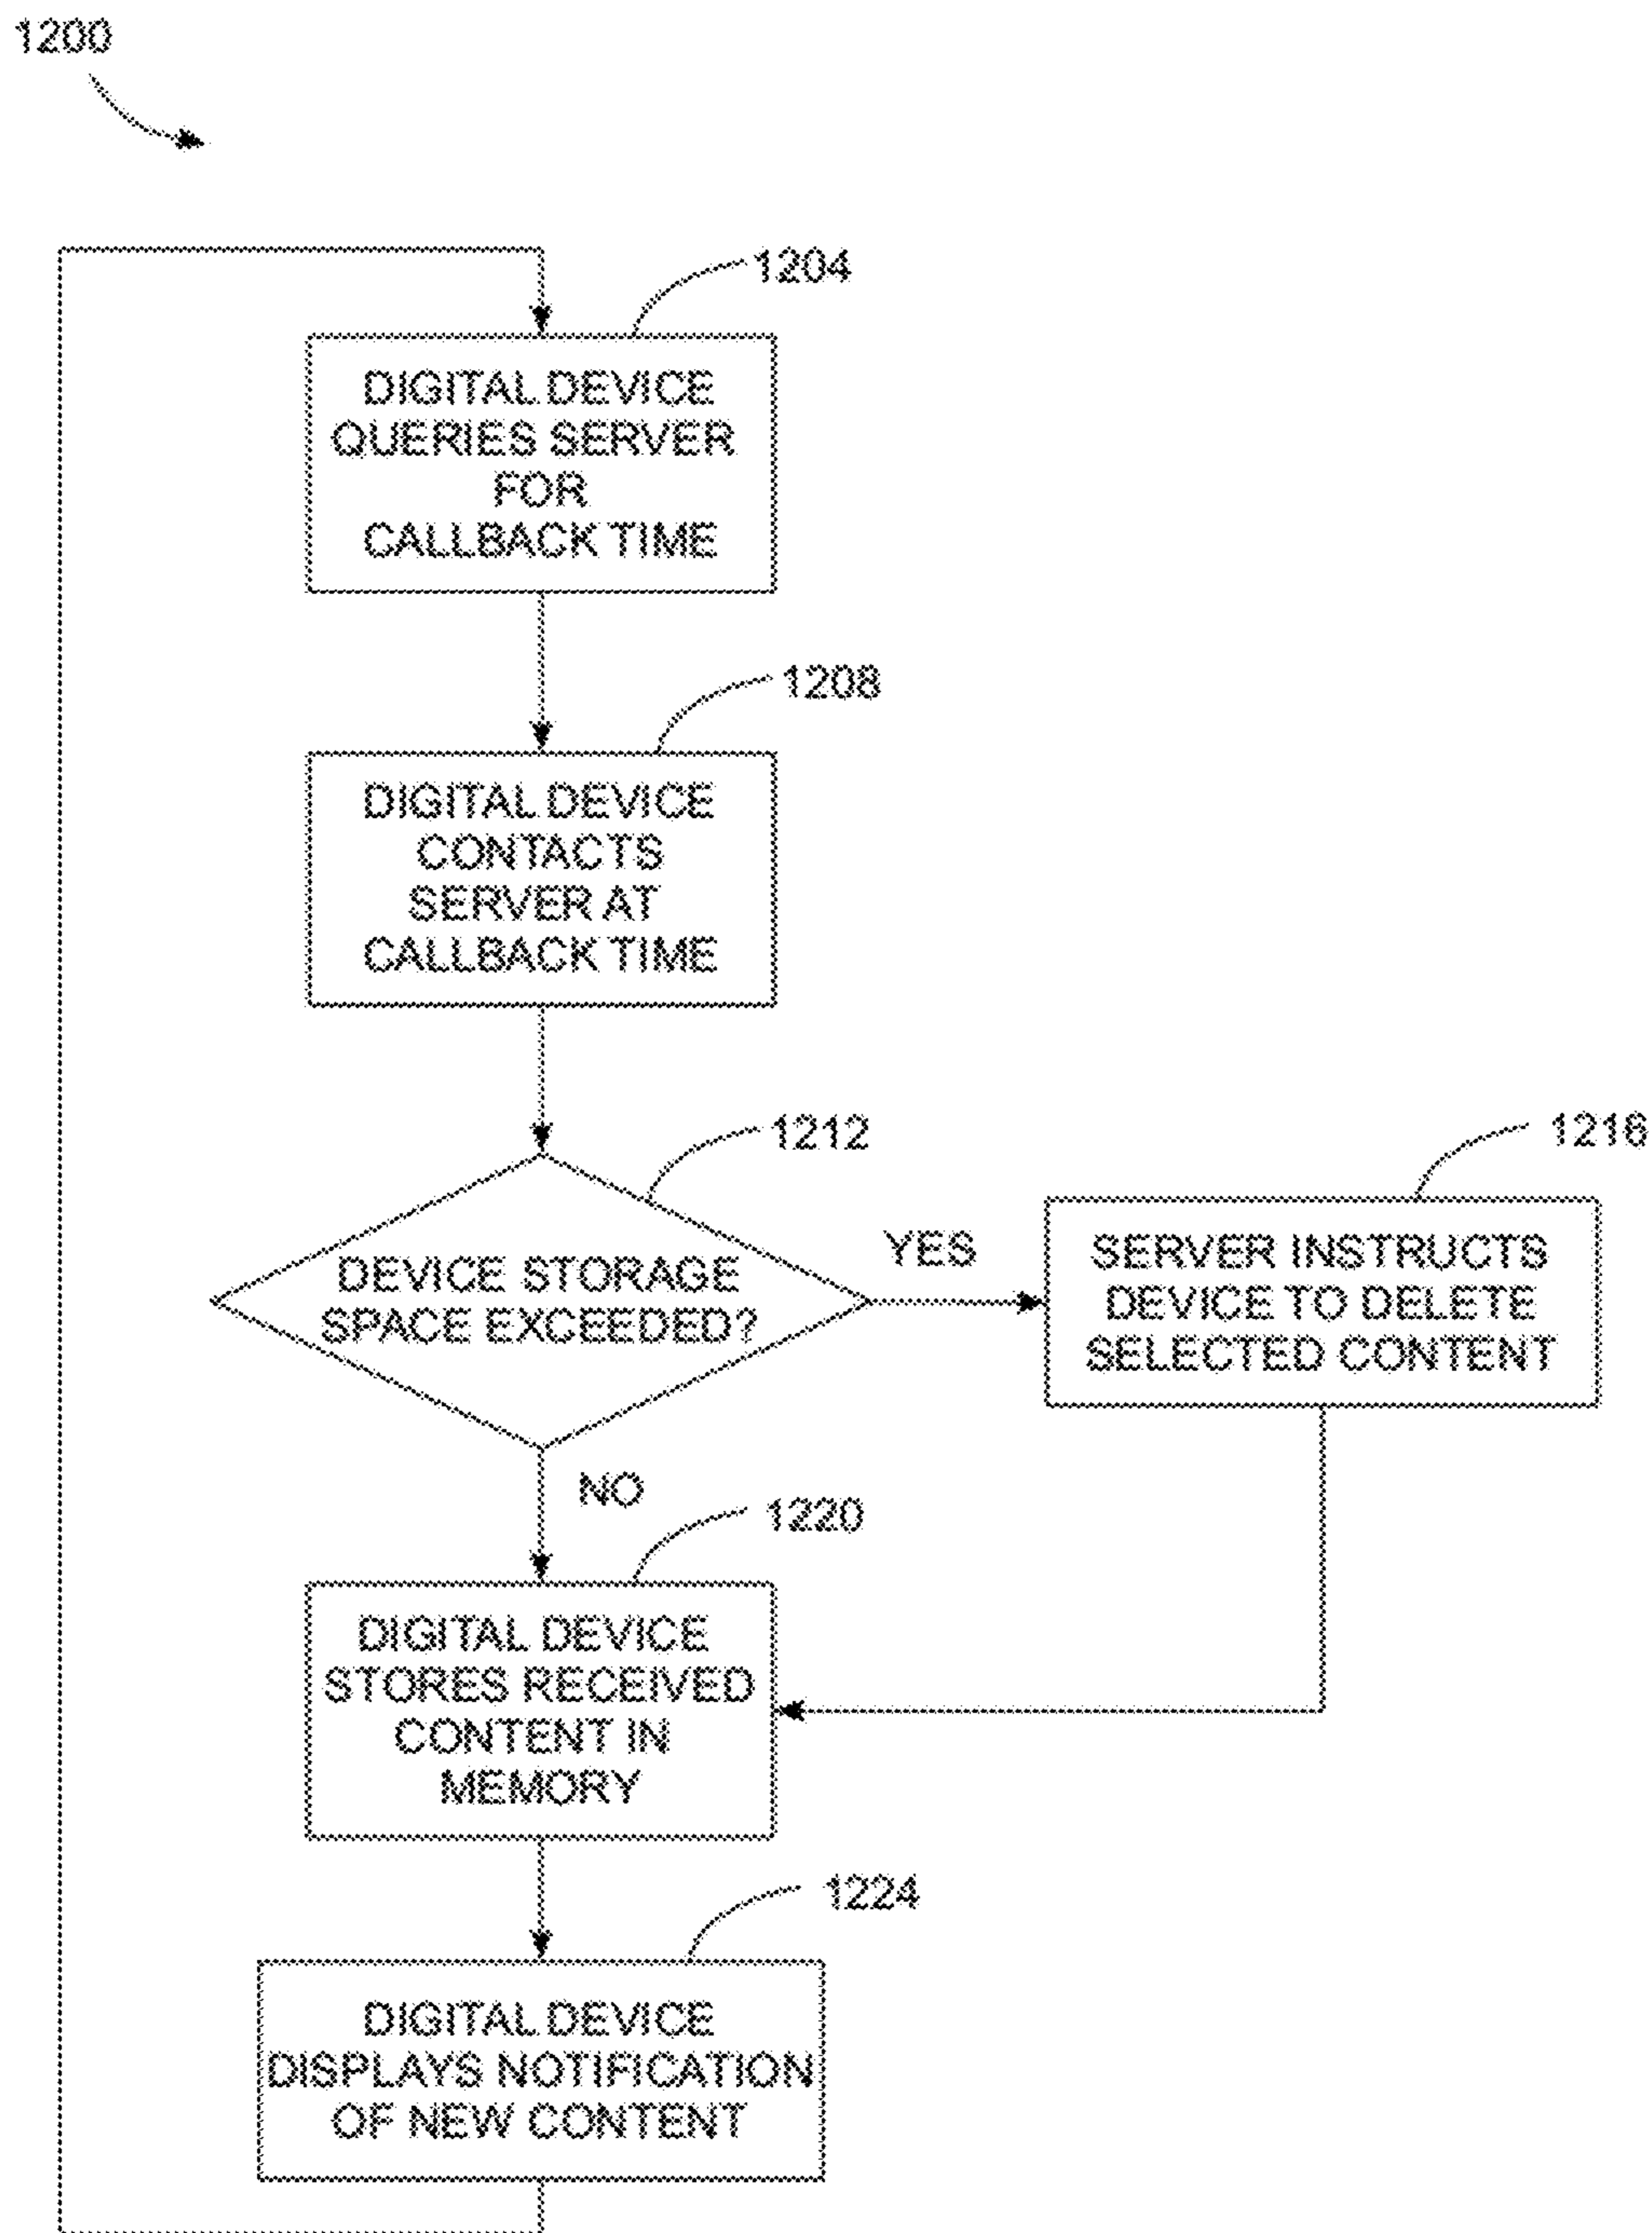 1200
1204
DIGITAL DEVICE
QUERIES SERVER
FOR
CALLBACK TIME
1208
DIGITAL DEVICE
CONTACTS
SERVER AT
CALLBACK TIME
1212
DEVICE STORAGE
SPACE EXCEEDED?
YES
1216
SERVER INSTRUCTS
DEVICE TO DELETE
SELECTED CONTENT
NO
1220
DIGITAL DEVICE
STORES RECEIVED
CONTENT IN
MEMORY
1224
DIGITAL DEVICE
DISPLAYS NOTIFICATION
OF NEW CONTENT